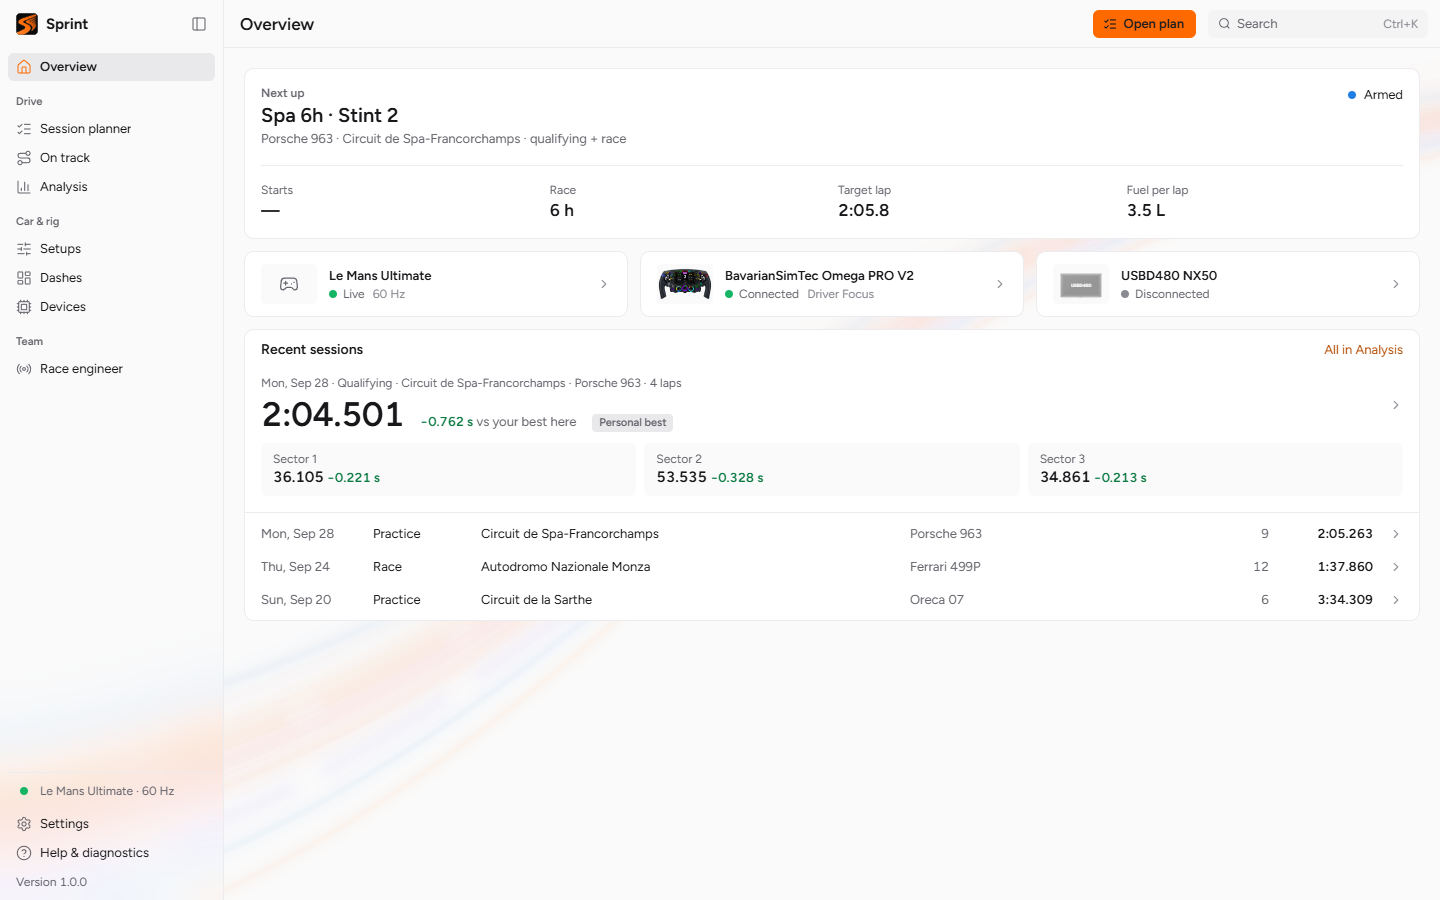 Sprint
Overview
Open plan
Search
Ctrl+K
Overview
Drive
Session planner
On track
Analysis
Car & rig
Setups
Dashes
Devices
Team
Race engineer
Le Mans Ultimate · 60 Hz
Settings
Help & diagnostics
Version 1.0.0
Next up
Armed
Spa 6h · Stint 2
Porsche 963 · Circuit de Spa-Francorchamps · qualifying + race
Starts
—
Race
6 h
Target lap
2:05.8
Fuel per lap
3.5 L
Le Mans Ultimate
Live 60 Hz
BavarianSimTec Omega PRO V2
Connected Driver Focus
USBD480
USBD480 NX50
Disconnected
Recent sessions
All in Analysis
Mon, Sep 28 · Qualifying · Circuit de Spa-Francorchamps · Porsche 963 · 4 laps
2:04.501 −0.762 s vs your best here Personal best
Sector 1
36.105 −0.221 s
Sector 2
53.535 −0.328 s
Sector 3
34.861 −0.213 s
Mon, Sep 28 Practice Circuit de Spa-Francorchamps Porsche 963 9 2:05.263
Thu, Sep 24 Race Autodromo Nazionale Monza Ferrari 499P 12 1:37.860
Sun, Sep 20 Practice Circuit de la Sarthe Oreca 07 6 3:34.309